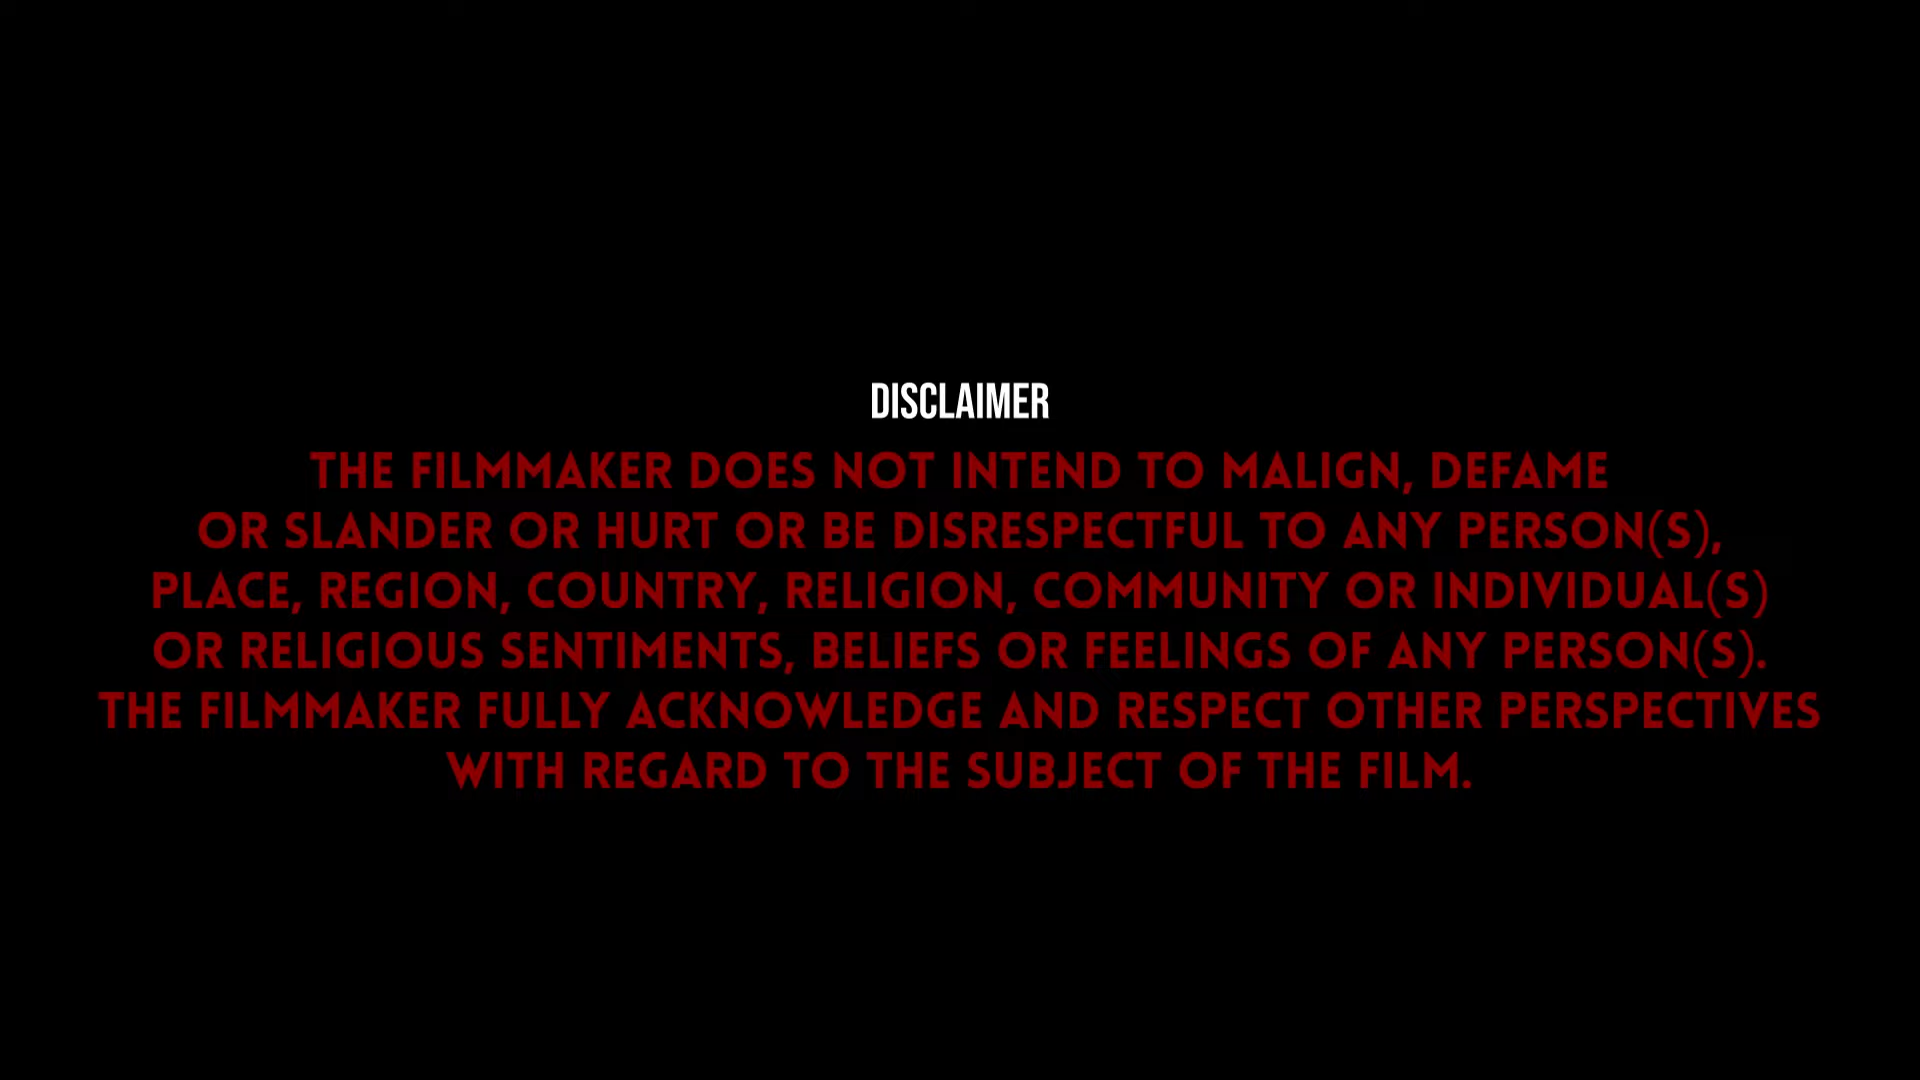 DISCLAIMER
THE FILMMAKER DOES NOT INTEND TO MALIGN, DEFAME
OR SLANDER OR HURT OR BE DISRESPECTFUL TO ANY PERSON(S),
PLACE, REGION, COUNTRY, RELIGION, COMMUNITY OR INDIVIDUAL(S)
OR RELIGIOUS SENTIMENTS, BELIEFS OR FEELINGS OF ANY PERSON(S).
THE FILMMAKER FULLY ACKNOWLEDGE AND RESPECT OTHER PERSPECTIVES
WITH REGARD TO THE SUBJECT OF THE FILM.